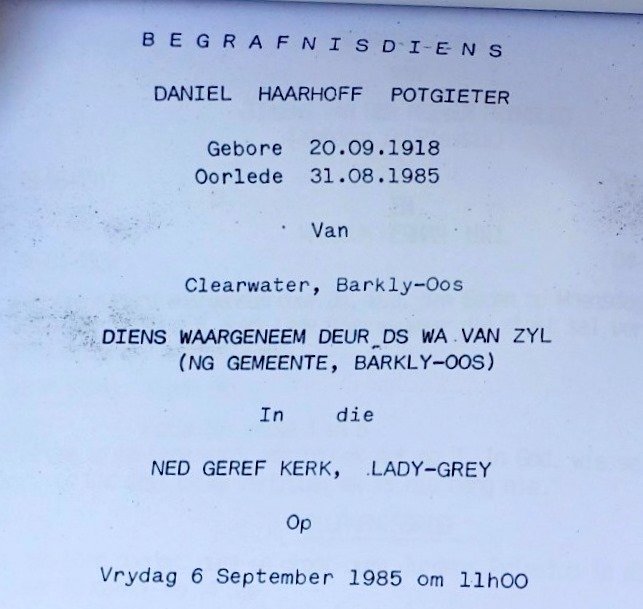 BEGRAFNISDIENS
DANIEL HAARHOFF POTGIETER
Gebore 20.09.1918
Oorlede 31.08.1985
Van
Clearwater, Barkly-Oos
DIENS WAARGENEEM DEUR DS WA VAN ZYL
(NG GEMEENTE, BARKLY-OOS)
In die
NED GEREF KERK, LADY-GREY
Op
Vrydag 6 September 1985 om 11h00